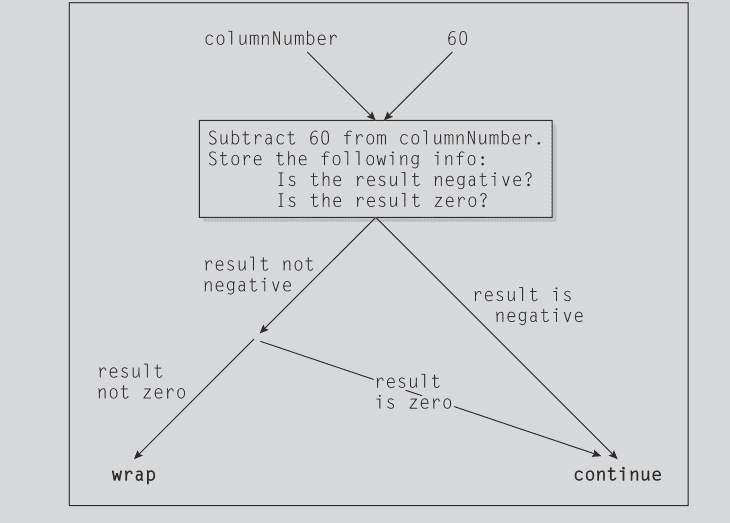 columnNumber 60
Subtract 60 from columnNumber.
Store the following info:
Is the result negative?
Is the result zero?
result not
negative
result is
negative
result
not zero
result
is zero
wrap continue